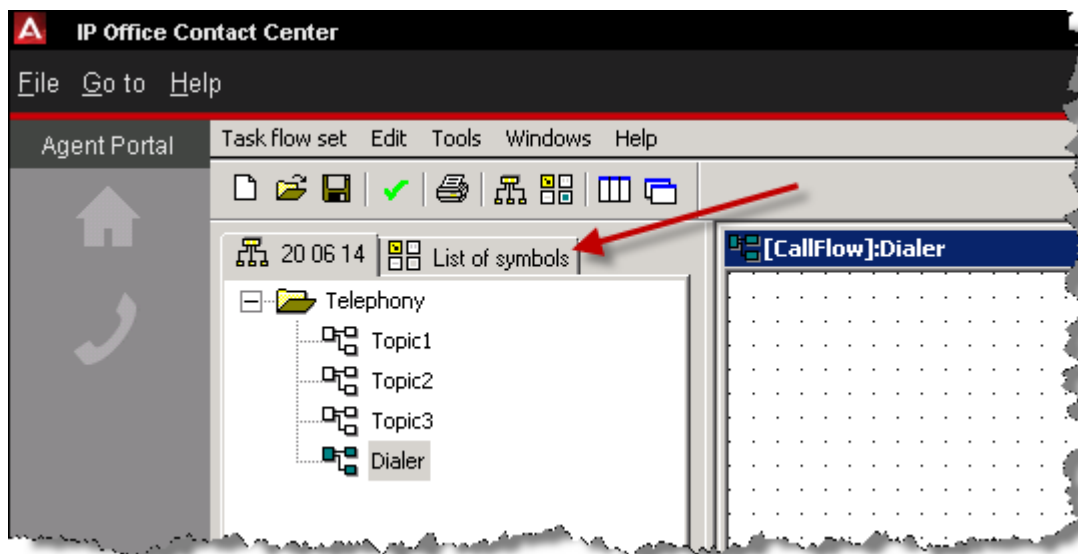 IP Office Contact Center
File Go to Help
Agent Portal
Task flow set Edit Tools Windows Help
20 06 14 List of symbols
[CallFlow]:Dialer
Telephony
Topic1
Topic2
Topic3
Dialer